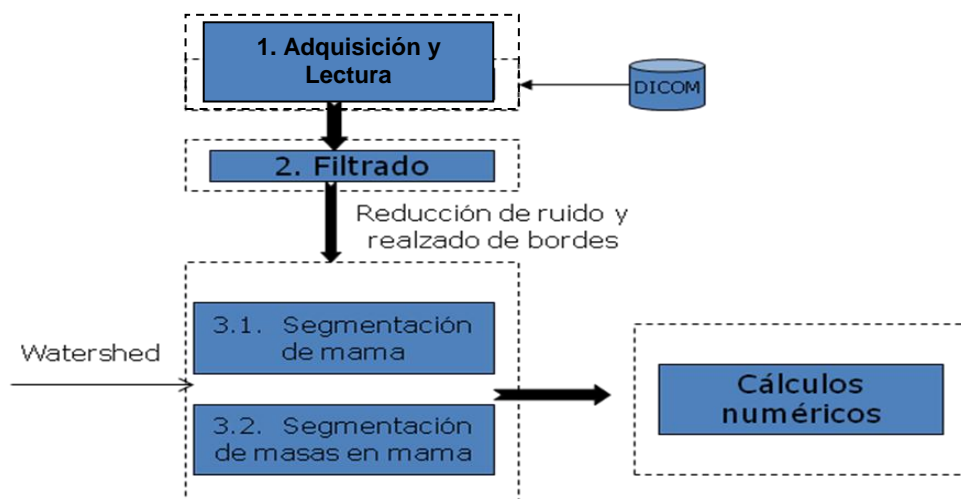 1. Adquisición y
Lectura
DICOM
2. Filtrado
Reducción de ruido y
realzado de bordes
3.1. Segmentación
de mama
Watershed
3.2. Segmentación
de masas en mama
Cálculos
numéricos